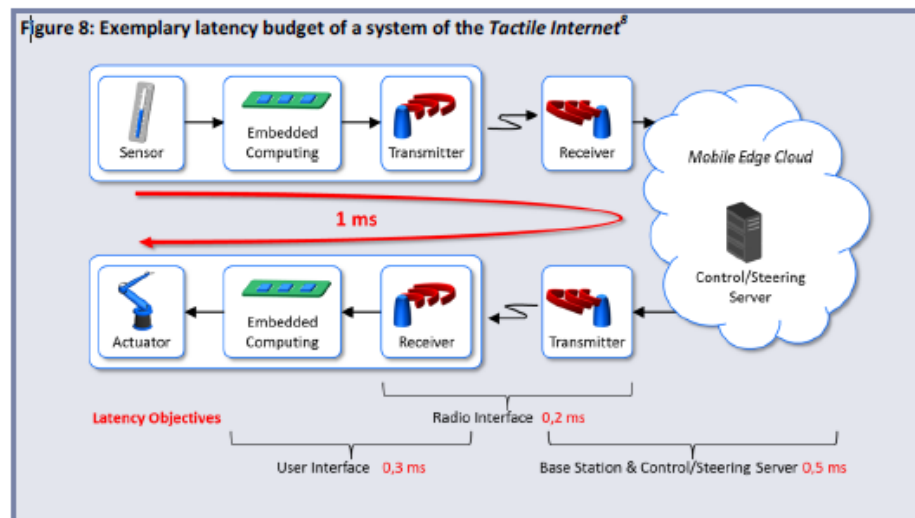 Figure 8: Exemplary latency budget of a system of the Tactile Internet8
Sensor
Embedded
Computing
Transmitter
Receiver
Mobile Edge Cloud
1 ms
Control/Steering
Server
Actuator
Embedded
Computing
Receiver
Transmitter
Latency Objectives
Radio Interface 0,2 ms
User Interface 0,3 ms
Base Station & Control/Steering Server 0,5 ms